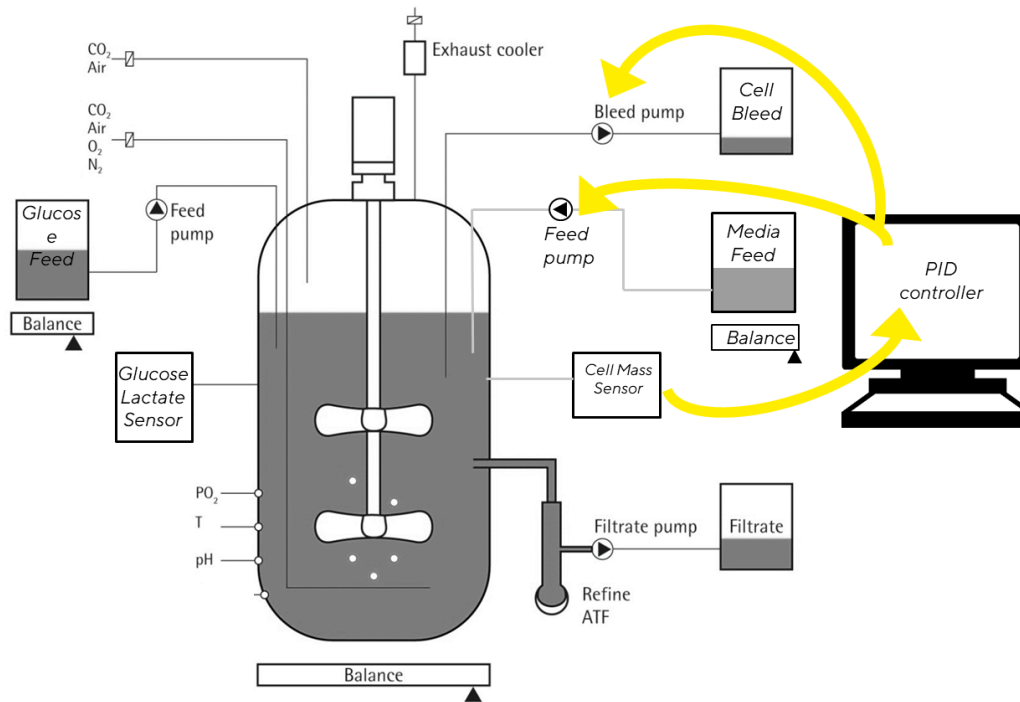 CO₂
Air
Exhaust cooler
CO₂
Air
O₂
N₂
Bleed pump
Cell
Bleed
Glucos
e
Feed
Feed
pump
Feed
pump
Media
Feed
PID
controller
Balance
Balance
Glucose
Lactate
Sensor
Cell Mass
Sensor
PO₂
T
pH
Filtrate pump
Filtrate
Refine
ATF
Balance